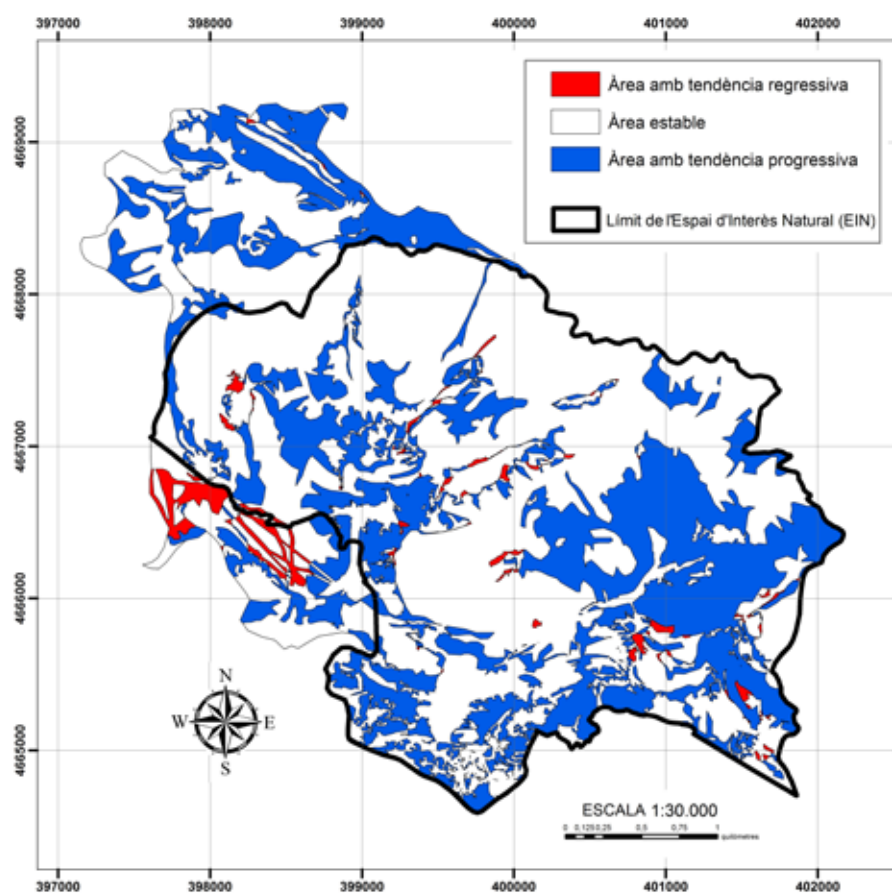 397000 398000 399000 400000 401000 402000
Àrea amb tendència regressiva
Àrea estable
Àrea amb tendència progressiva
Límit de l'Espai d'Interès Natural (EIN)
4669000
4668000
4667000
4666000
4665000
N
W E
S
ESCALA 1:30.000
0 0,125 0,25 0,5 0,75 1
quilòmetres
397000 398000 399000 400000 401000 402000